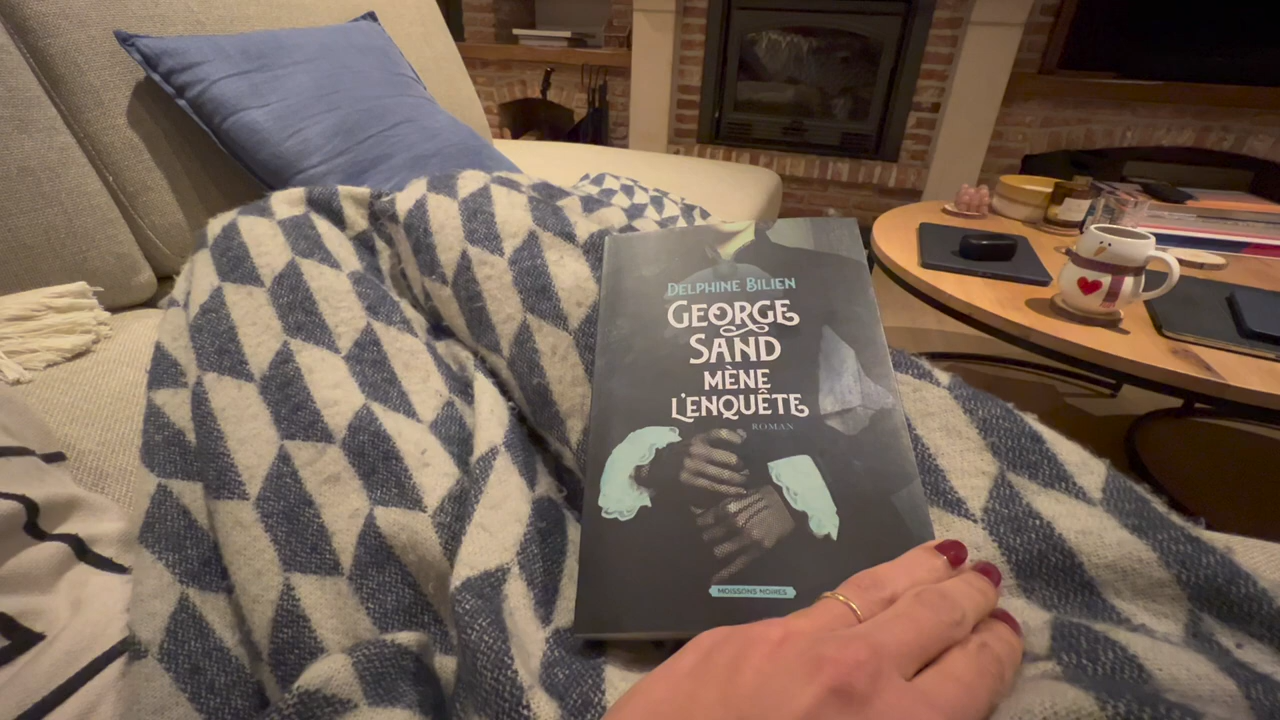 DELPHINE BILIEN
GEORGE
SAND
MÈNE
L'ENQUÊTE
ROMAN
MOISSONS NOIRES